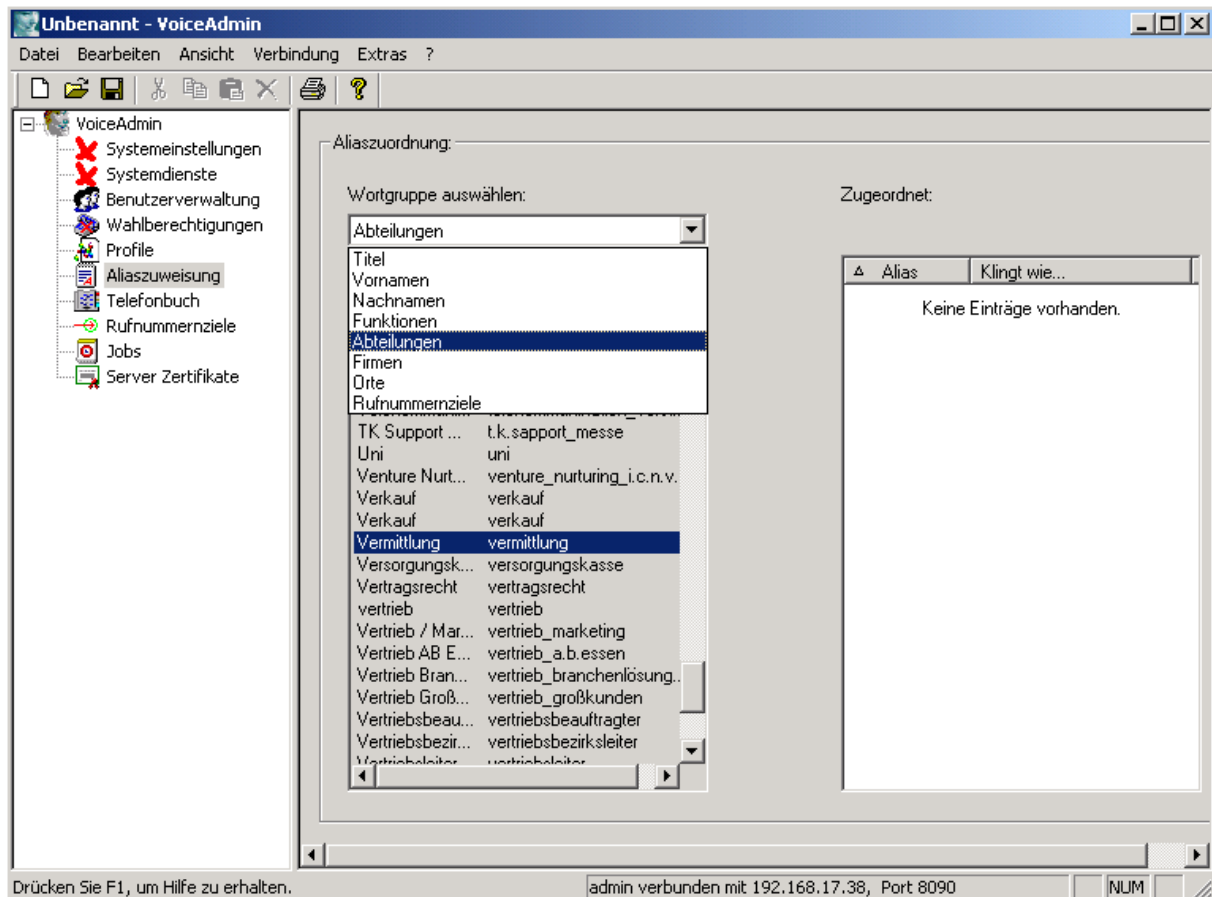 Unbenannt - VoiceAdmin
Datei Bearbeiten Ansicht Verbindung Extras ?
VoiceAdmin
Systemeinstellungen
Systemdienste
Benutzerverwaltung
Wahlberechtigungen
Profile
Aliaszuweisung
Telefonbuch
Rufnummernziele
Jobs
Server Zertifikate
Aliaszuordnung:
Wortgruppe auswählen:
Abteilungen
Titel
Vornamen
Nachnamen
Funktionen
Abteilungen
Firmen
Orte
Rufnummernziele
TK Support ... t.k.sapport_messe
Uni uni
Venture Nurt... venture_nurturing_i.c.n.v.
Verkauf verkauf
Verkauf verkauf
Vermittlung vermittlung
Versorgungsk... versorgungskasse
Vertragsrecht vertragsrecht
vertrieb vertrieb
Vertrieb / Mar... vertrieb_marketing
Vertrieb AB E... vertrieb_a.b.essen
Vertrieb Bran... vertrieb_branchenlösung..
Vertrieb Groß... vertrieb_großkunden
Vertriebsbeau... vertriebsbeauftragter
Vertriebsbezir... vertriebsbezirksleiter
Vertriebsleiter vertriebsleiter
Zugeordnet:
Alias Klingt wie...
Keine Einträge vorhanden.
Drücken Sie F1, um Hilfe zu erhalten.
admin verbunden mit 192.168.17.38, Port 8090
NUM